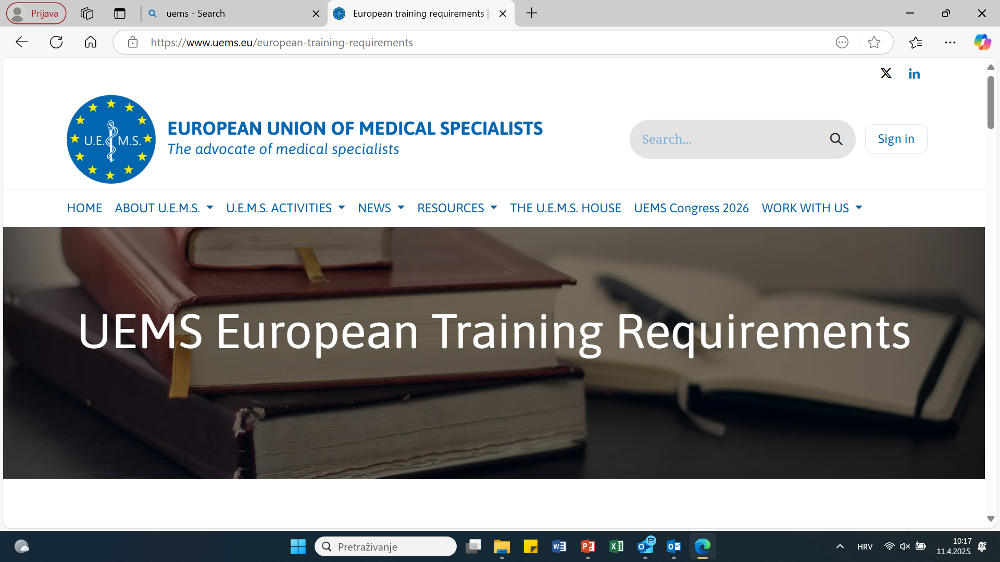 Prijava
uems - Search
European training requirements |
https://www.uems.eu/european-training-requirements
X
in
U.E. M.S.
EUROPEAN UNION OF MEDICAL SPECIALISTS
The advocate of medical specialists
Search...
Sign in
HOME ABOUT U.E.M.S. U.E.M.S. ACTIVITIES NEWS RESOURCES THE U.E.M.S. HOUSE UEMS Congress 2026 WORK WITH US
UEMS European Training Requirements
Pretraživanje
HRV
10:17
11.4.2025.